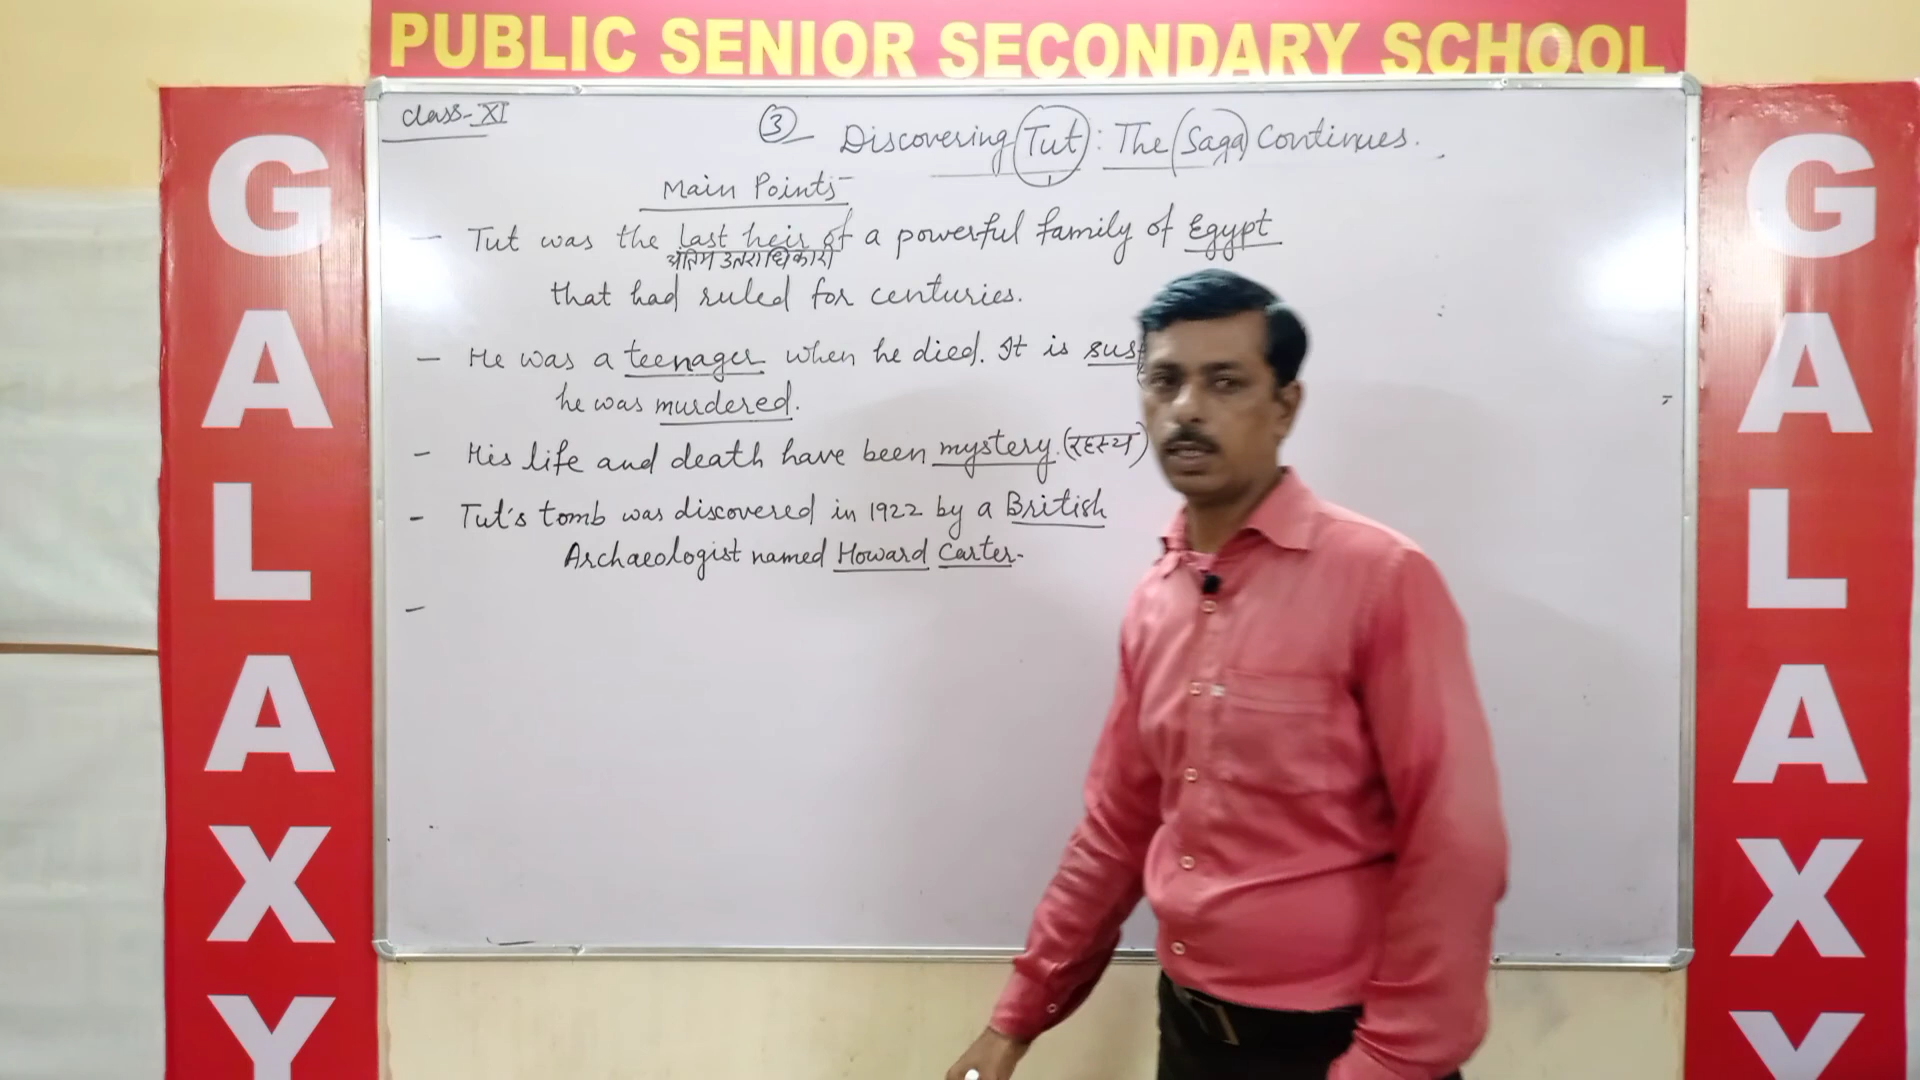 PUBLIC SENIOR SECONDARY SCHOOL
GALAXY
GALAXY
Class-XI
③ Discovering Tut: The Saga Continues.
Main Points-
- Tut was the last heir of a powerful family of Egypt
अंतिम उतराधिकारी
that had ruled for centuries.
- He was a teenager when he died. It is
he was murdered.
- His life and death have been mystery. (रहस्य)
- Tut's tomb was discovered in 1922 by a British
Archaeologist named Howard Carter-
-